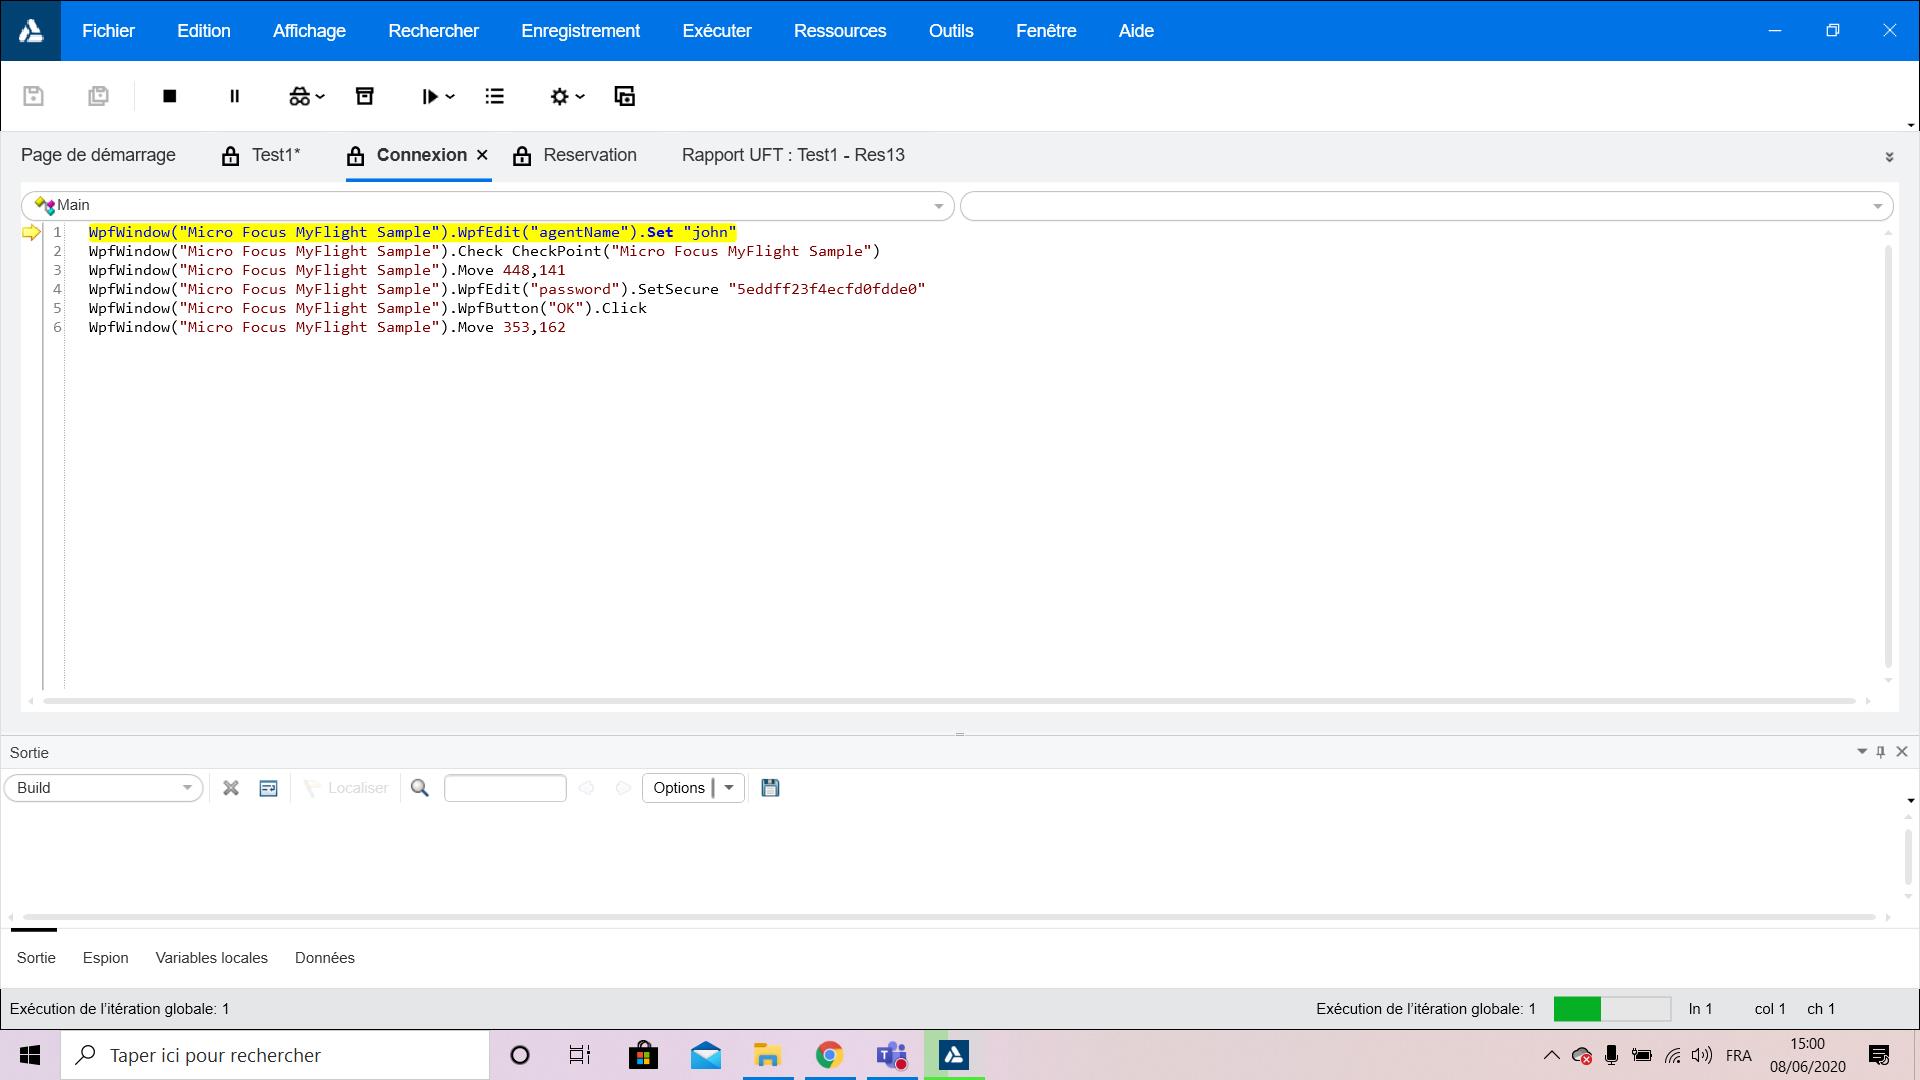 Fichier Edition Affichage Rechercher Enregistrement Exécuter Ressources Outils Fenêtre Aide
Page de démarrage Test1* Connexion Reservation Rapport UFT : Test1 - Res13
Main
1 WpfWindow("Micro Focus MyFlight Sample").WpfEdit("agentName").Set "john"
2 WpfWindow("Micro Focus MyFlight Sample").Check CheckPoint("Micro Focus MyFlight Sample")
3 WpfWindow("Micro Focus MyFlight Sample").Move 448,141
4 WpfWindow("Micro Focus MyFlight Sample").WpfEdit("password").SetSecure "5eddff23f4ecfd0fdde0"
5 WpfWindow("Micro Focus MyFlight Sample").WpfButton("OK").Click
6 WpfWindow("Micro Focus MyFlight Sample").Move 353,162
Sortie
Build Localiser Options
Sortie Espion Variables locales Données
Exécution de l'itération globale: 1 Exécution de l'itération globale: 1 ln 1 col 1 ch 1
Taper ici pour rechercher FRA 15:00
08/06/2020